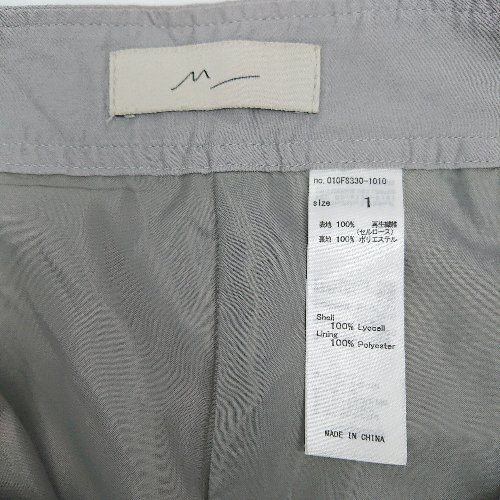 M
no. 010FS330-1010
size 1
表地 100% 再生繊維
(セルロース)
裏地 100% ポリエステル
Shell
100% Lyocell
Lining
100% Polyester
MADE IN CHINA